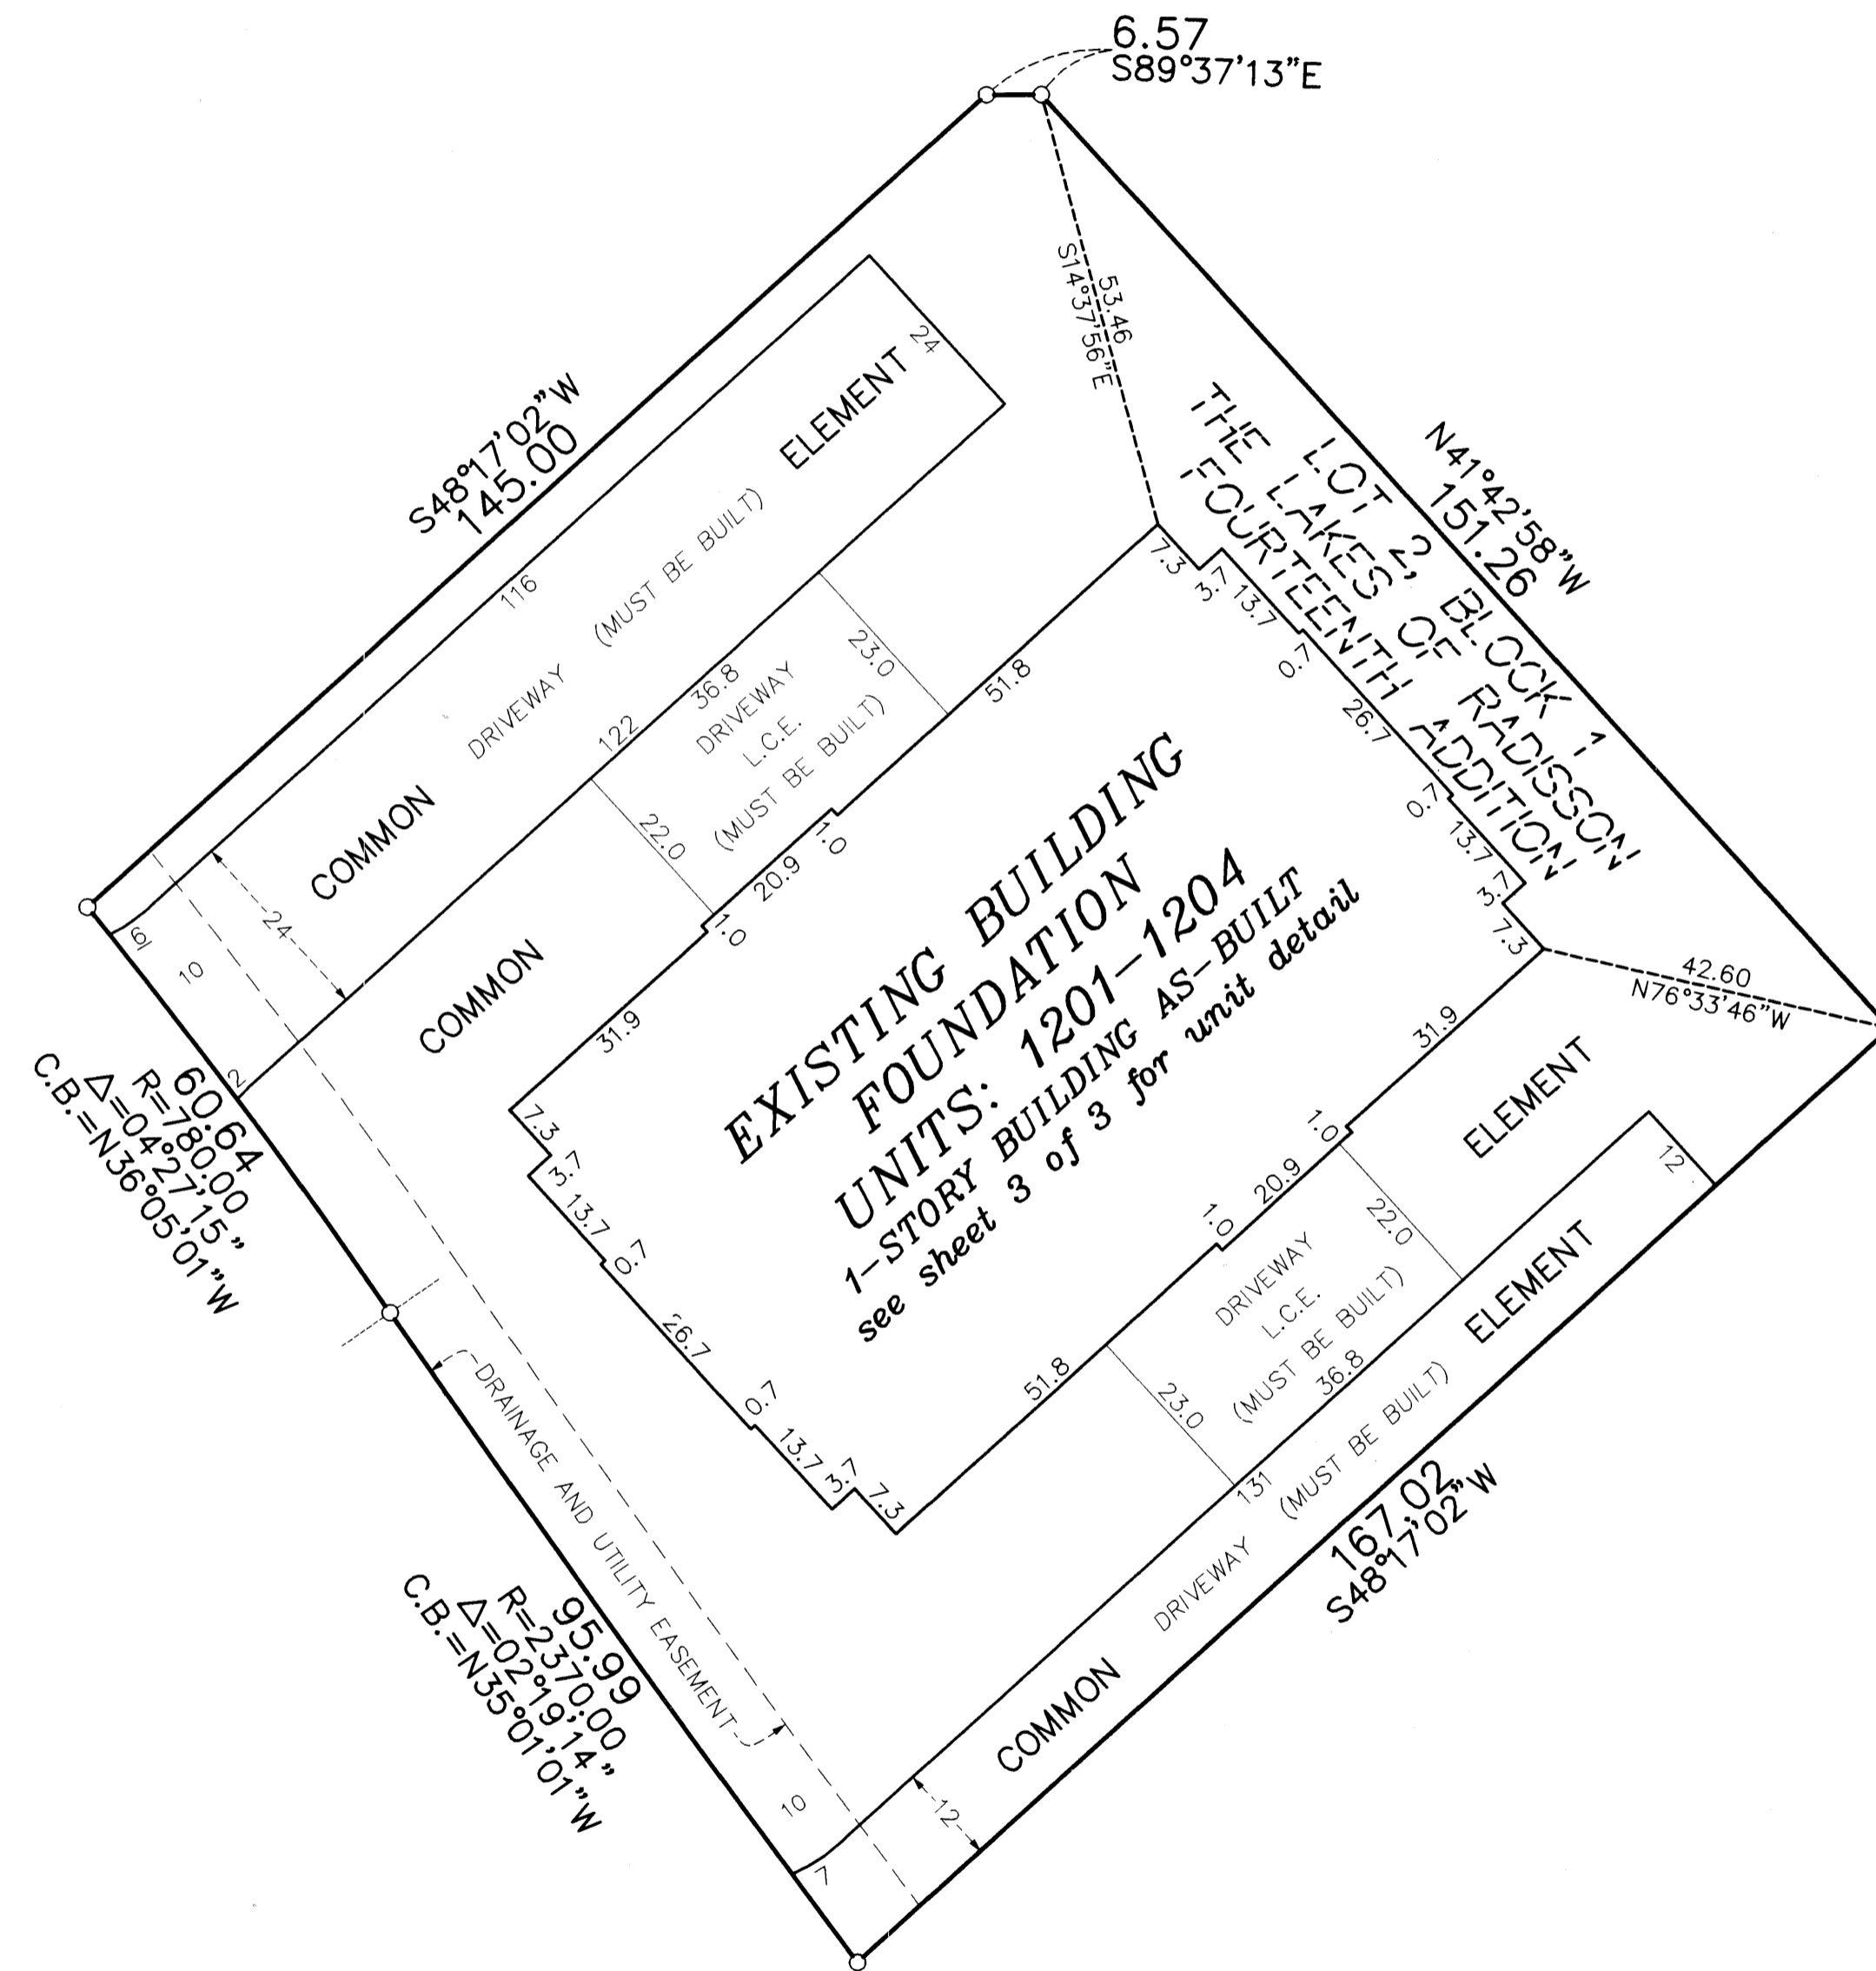 6.57
S89°37'13"E
S48°17'02"W
145.00
53.46
S14°37'56"E
N41°42'58"W
151.26
LOT 2, BLOCK 1
THE LAKES OF RADISSON
FOURTEENTH ADDITION
24
ELEMENT
(MUST BE BUILT)
DRIVEWAY
COMMON
116
122
36.8
23.0
DRIVEWAY
L.C.E.
(MUST BE BUILT)
22.0
51.8
1.0
20.9
1.0
31.9
7.3
3.7
13.7
0.7
26.7
0.7
13.7
3.7
7.3
42.60
N76°33'46"W
6
10
24
2
COMMON
60.64
R=780.00
Δ=04°27'15"
C.B.=N36°05'01"W
EXISTING BUILDING
FOUNDATION
UNITS: 1201-1204
1-STORY BUILDING AS-BUILT
see sheet 3 of 3 for unit detail
7.3
3.7
13.7
0.7
26.7
0.7
13.7
3.7
7.3
31.9
1.0
20.9
1.0
51.8
ELEMENT
12
22.0
DRIVEWAY
L.C.E.
(MUST BE BUILT)
36.8
23.0
131
ELEMENT
(MUST BE BUILT)
DRIVEWAY
COMMON
167.02
S48°17'02"W
DRAINAGE AND UTILITY EASEMENT
95.99
R=2370.00
Δ=02°19'14"
C.B.=N35°01'01"W
10
12
7